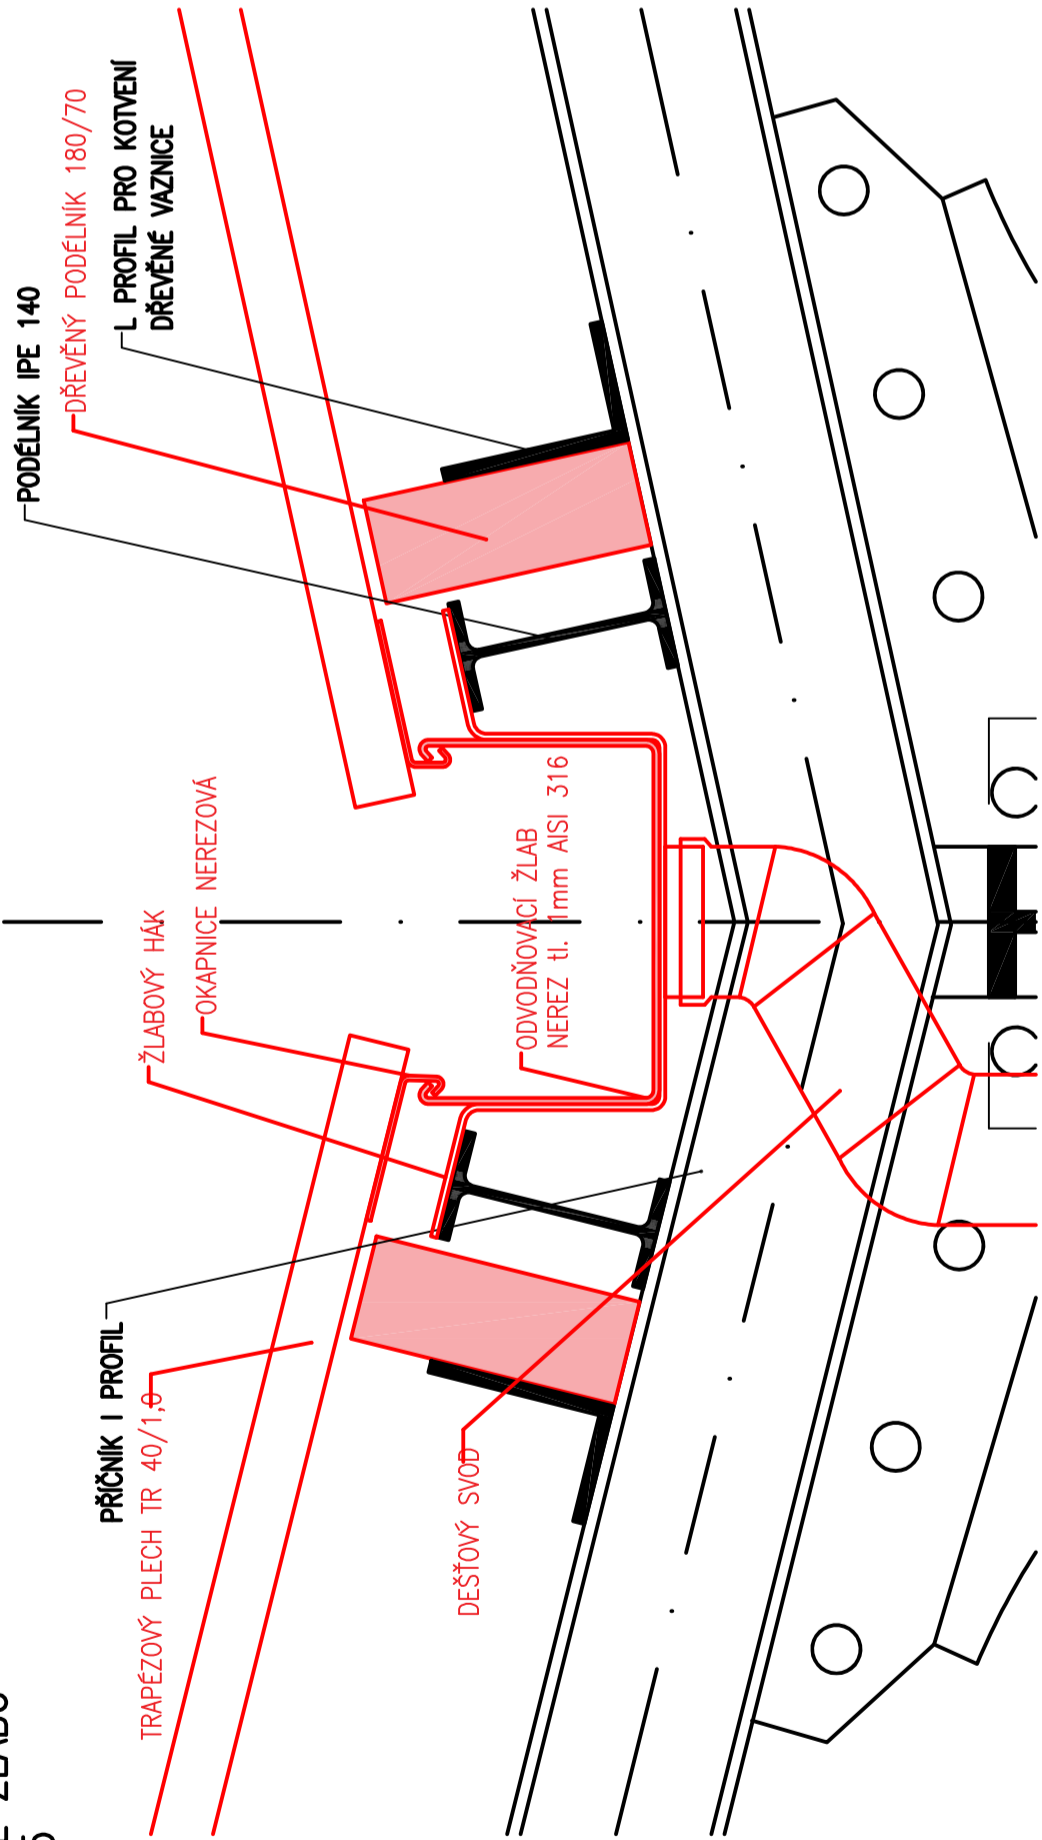 PODÉLNÍK IPE 140
DŘEVĚNÝ PODÉLNÍK 180/70
L PROFIL PRO KOTVENÍ
DŘEVĚNÉ VAZNICE
ŽLABOVÝ HÁK
OKAPNICE NEREZOVÁ
ODVODŇOVACÍ ŽLAB
NEREZ tl. 1mm AISI 316
PŘÍČNÍK I PROFIL
TRAPÉZOVÝ PLECH TR 40/1,0
DEŠŤOVÝ SVOD